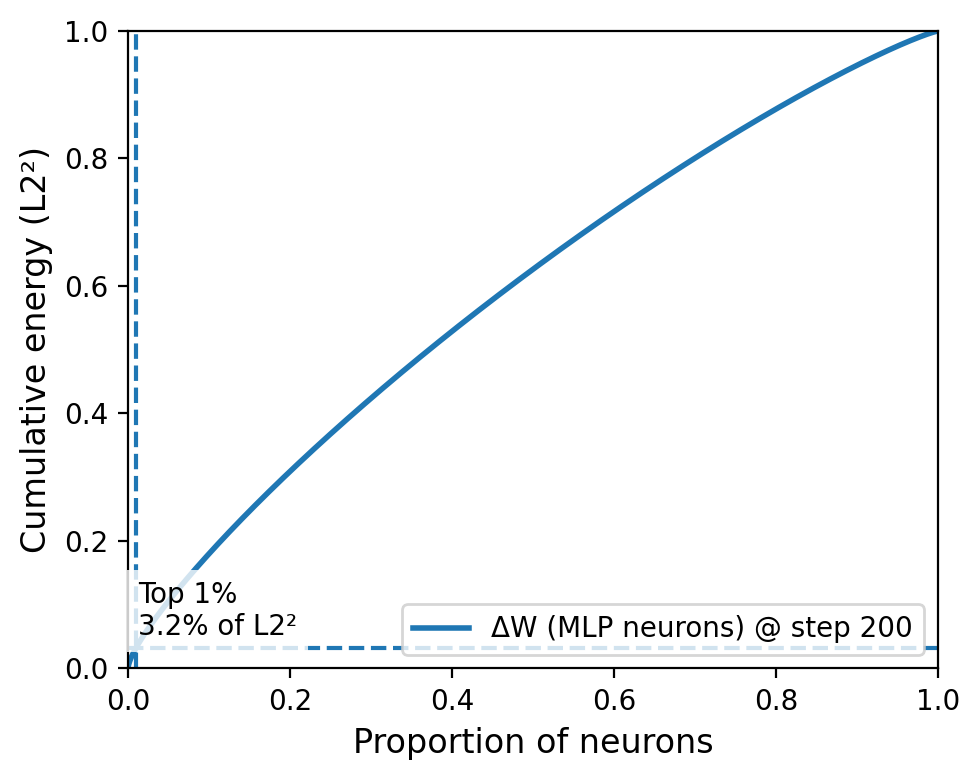 1.0
0.8
0.6
0.4
0.2
0.0
Cumulative energy (L2²)
Top 1%
3.2% of L2²
ΔW (MLP neurons) @ step 200
0.0 0.2 0.4 0.6 0.8 1.0
Proportion of neurons